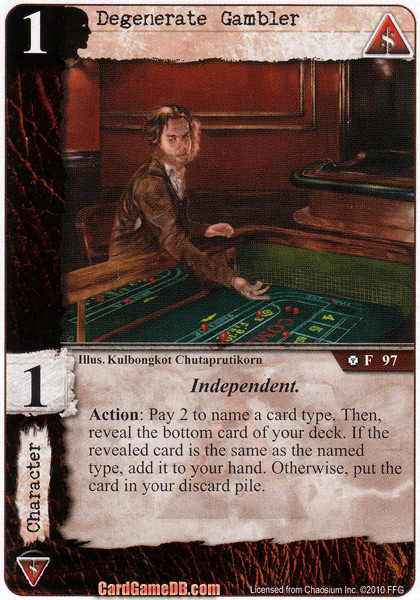 1
Degenerate Gambler
Illus. Kulbongkot Chutaprutikorn
F 97
1
Independent.
Action: Pay 2 to name a card type. Then,
reveal the bottom card of your deck. If the
revealed card is the same as the named
type, add it to your hand. Otherwise, put the
card in your discard pile.
Character
CardGameDB.com
Licensed from Chaosium Inc. ©2010 FFG